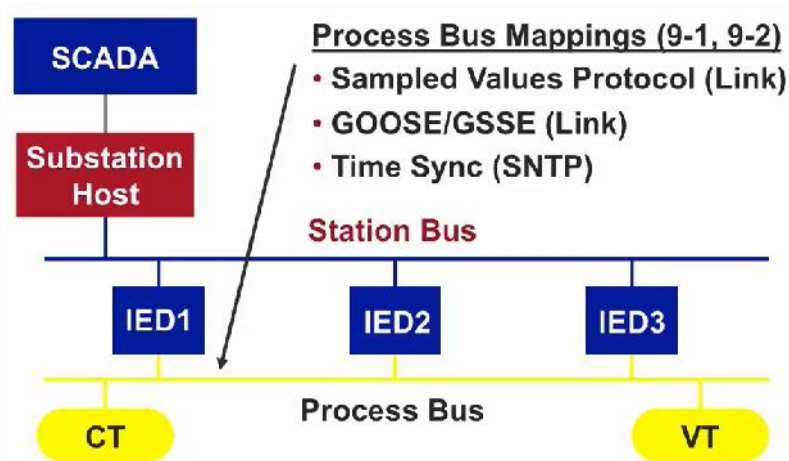 SCADA
Substation
Host
Process Bus Mappings (9-1, 9-2)
• Sampled Values Protocol (Link)
• GOOSE/GSSE (Link)
• Time Sync (SNTP)
Station Bus
IED1
IED2
IED3
Process Bus
CT
VT